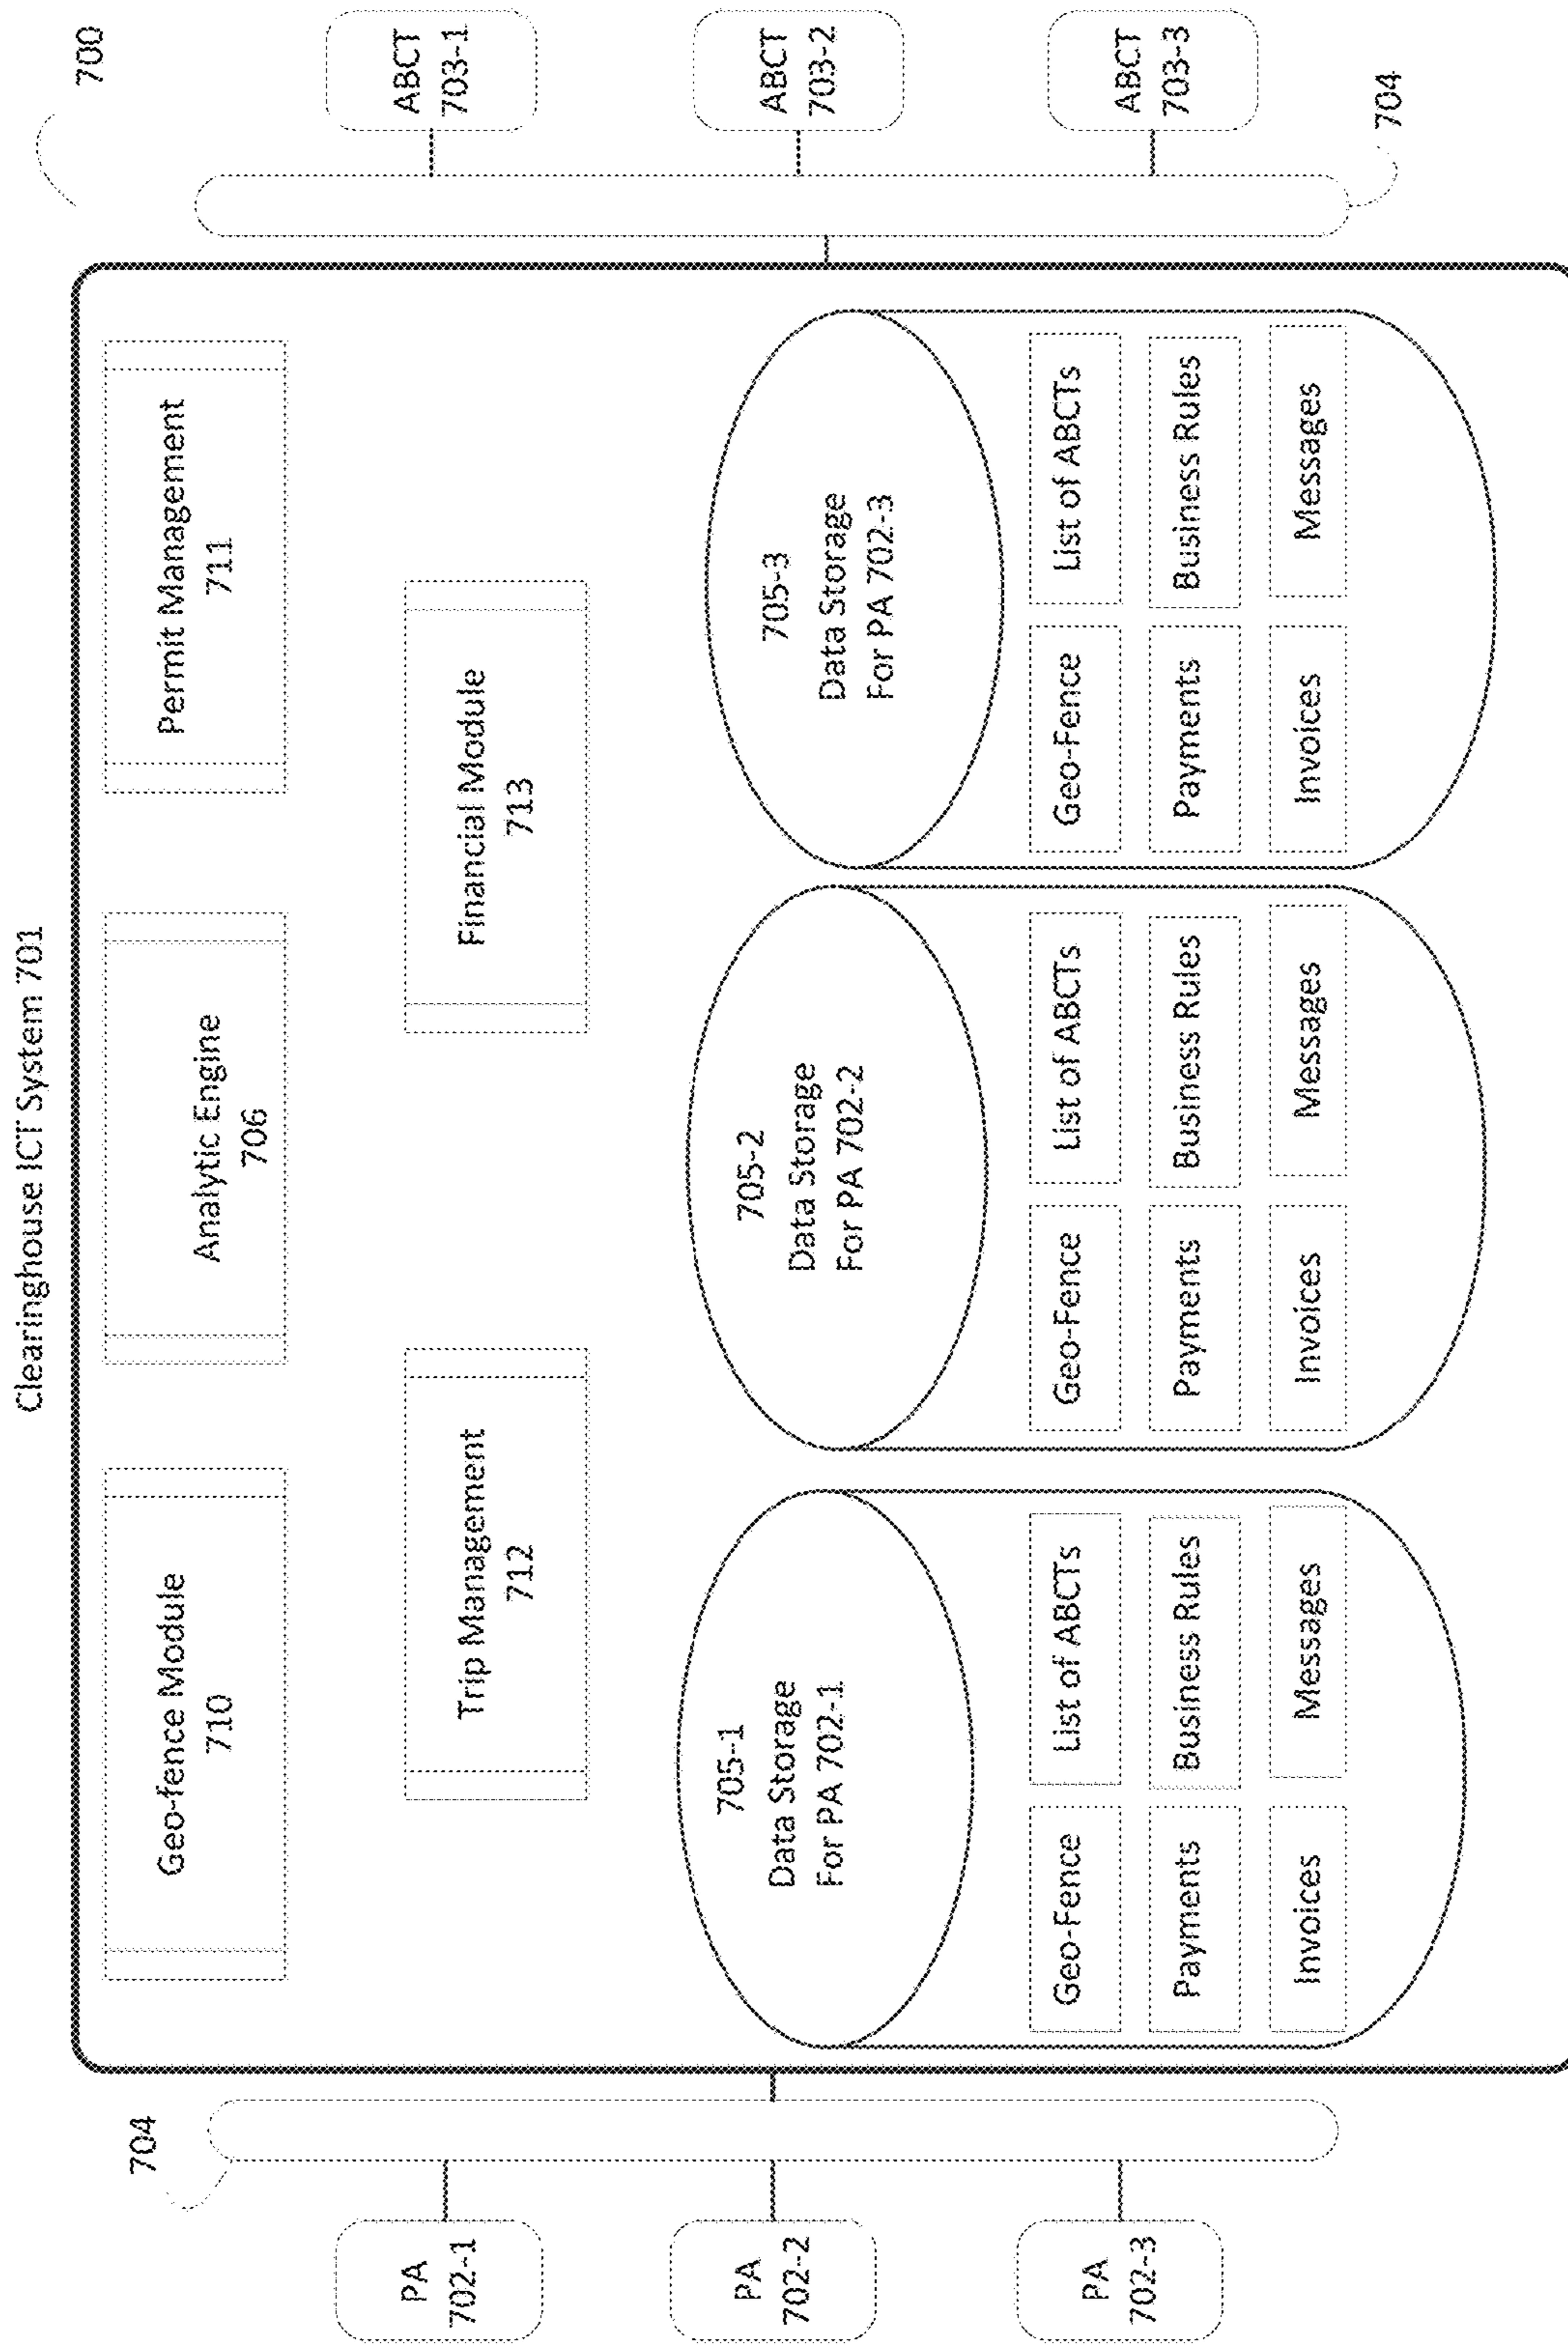 Clearinghouse ICT System 701
700
704
PA
702-1
PA
702-2
PA
702-3
Geo-fence Module
710
Analytic Engine
706
Permit Management
711
Trip Management
712
Financial Module
713
705-1
Data Storage
For PA 702-1
Geo-Fence
List of ABCTs
Payments
Business Rules
Invoices
Messages
705-2
Data Storage
For PA 702-2
Geo-Fence
List of ABCTs
Payments
Business Rules
Invoices
Messages
705-3
Data Storage
For PA 702-3
Geo-Fence
List of ABCTs
Payments
Business Rules
Invoices
Messages
ABCT
703-1
ABCT
703-2
ABCT
703-3
704